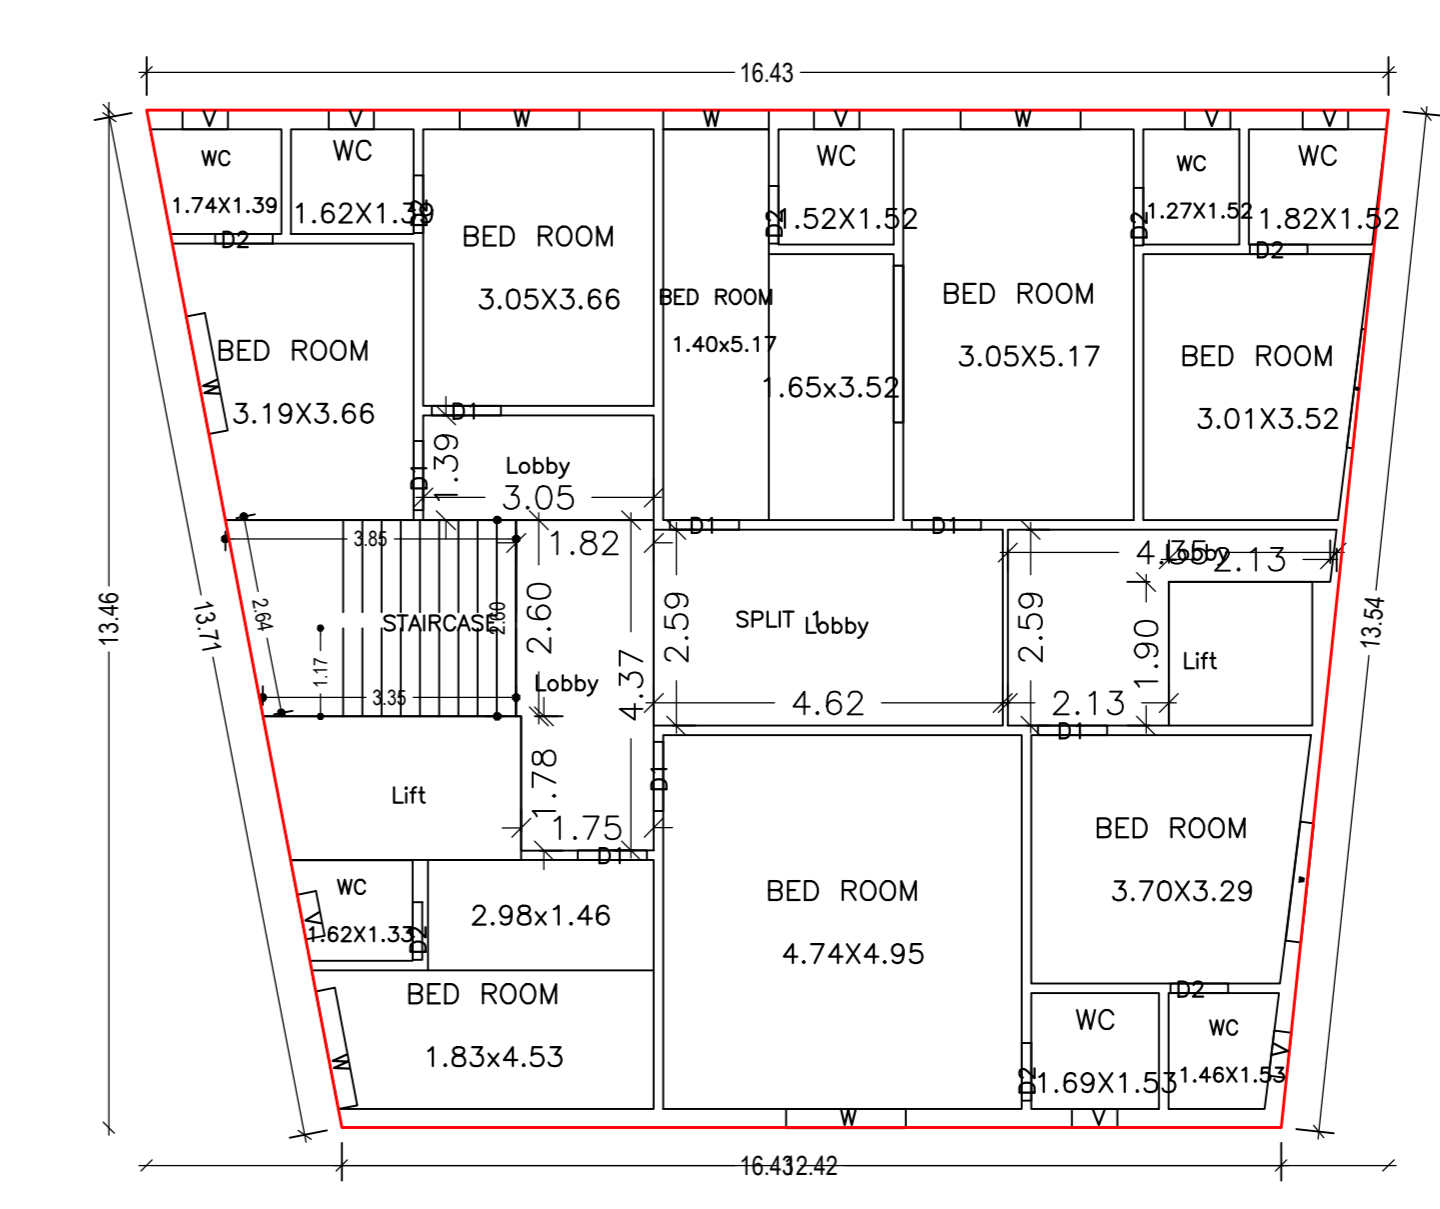 16.43
V
V
W
W
V
W
V
V
WC
1.74X1.39
WC
1.62X1.39
D2
D2
BED ROOM
3.05X3.66
WC
1.52X1.52
D2
WC
1.27X1.52
D2
WC
1.82X1.52
D2
BED ROOM
3.19X3.66
W
BED ROOM
1.40x5.17
1.65x3.52
BED ROOM
3.05X5.17
BED ROOM
3.01X3.52
D1
D1
1.39
Lobby
3.05
D1
D1
3.85
1.82
4.35
Lobby
2.13
13.46
13.71
2.64
STAIRCASE
2.60
2.60
2.59
SPLIT 1
Lobby
2.59
1.90
Lift
13.54
1.17
3.35
Lobby
4.37
4.62
2.13
D1
Lift
1.78
1.75
D1
D1
BED ROOM
3.70X3.29
WC
1.62X1.33
V
D2
2.98x1.46
BED ROOM
4.74X4.95
BED ROOM
1.83x4.53
W
D2
WC
1.69X1.53
D2
WC
1.46X1.53
V
W
V
16.43
12.42